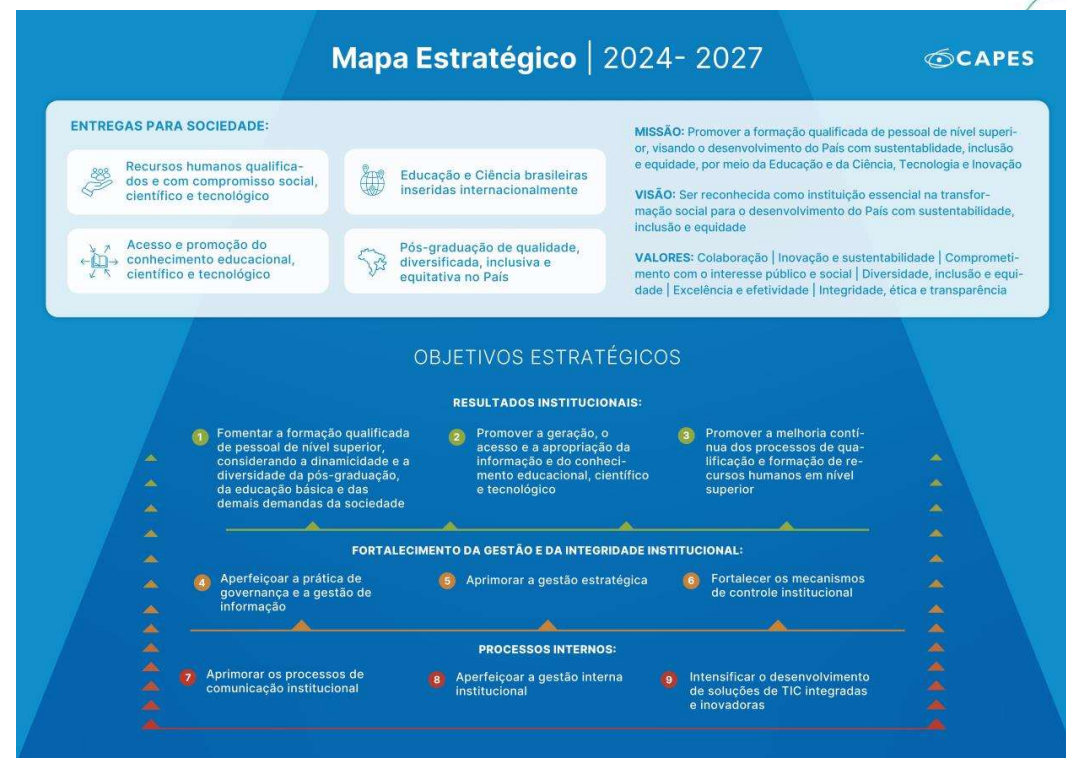 Mapa Estratégico | 2024- 2027
CAPES
ENTREGAS PARA SOCIEDADE:
Recursos humanos qualifica-
dos e com compromisso social,
científico e tecnológico
Educação e Ciência brasileiras
inseridas internacionalmente
Acesso e promoção do
conhecimento educacional,
científico e tecnológico
Pós-graduação de qualidade,
diversificada, inclusiva e
equitativa no País
MISSÃO: Promover a formação qualificada de pessoal de nível superi-
or, visando o desenvolvimento do País com sustentablidade, inclusão
e equidade, por meio da Educação e da Ciência, Tecnologia e Inovação
VISÃO: Ser reconhecida como instituição essencial na transfor-
mação social para o desenvolvimento do País com sustentabilidade,
inclusão e equidade
VALORES: Colaboração | Inovação e sustentabilidade | Comprometi-
mento com o interesse público e social | Diversidade, inclusão e equi-
dade | Excelência e efetividade | Integridade, ética e transparência
OBJETIVOS ESTRATÉGICOS
RESULTADOS INSTITUCIONAIS:
1 Fomentar a formação qualificada
de pessoal de nível superior,
considerando a dinamicidade e a
diversidade da pós-graduação,
da educação básica e das
demais demandas da sociedade
2 Promover a geração, o
acesso e a apropriação da
informação e do conheci-
mento educacional, científico
e tecnológico
3 Promover a melhoria contí-
nua dos processos de qua-
lificação e formação de re-
cursos humanos em nível
superior
FORTALECIMENTO DA GESTÃO E DA INTEGRIDADE INSTITUCIONAL:
4 Aperfeiçoar a prática de
governança e a gestão de
informação
5 Aprimorar a gestão estratégica
6 Fortalecer os mecanismos
de controle institucional
PROCESSOS INTERNOS:
7 Aprimorar os processos de
comunicação institucional
8 Aperfeiçoar a gestão interna
institucional
9 Intensificar o desenvolvimento
de soluções de TIC integradas
e inovadoras